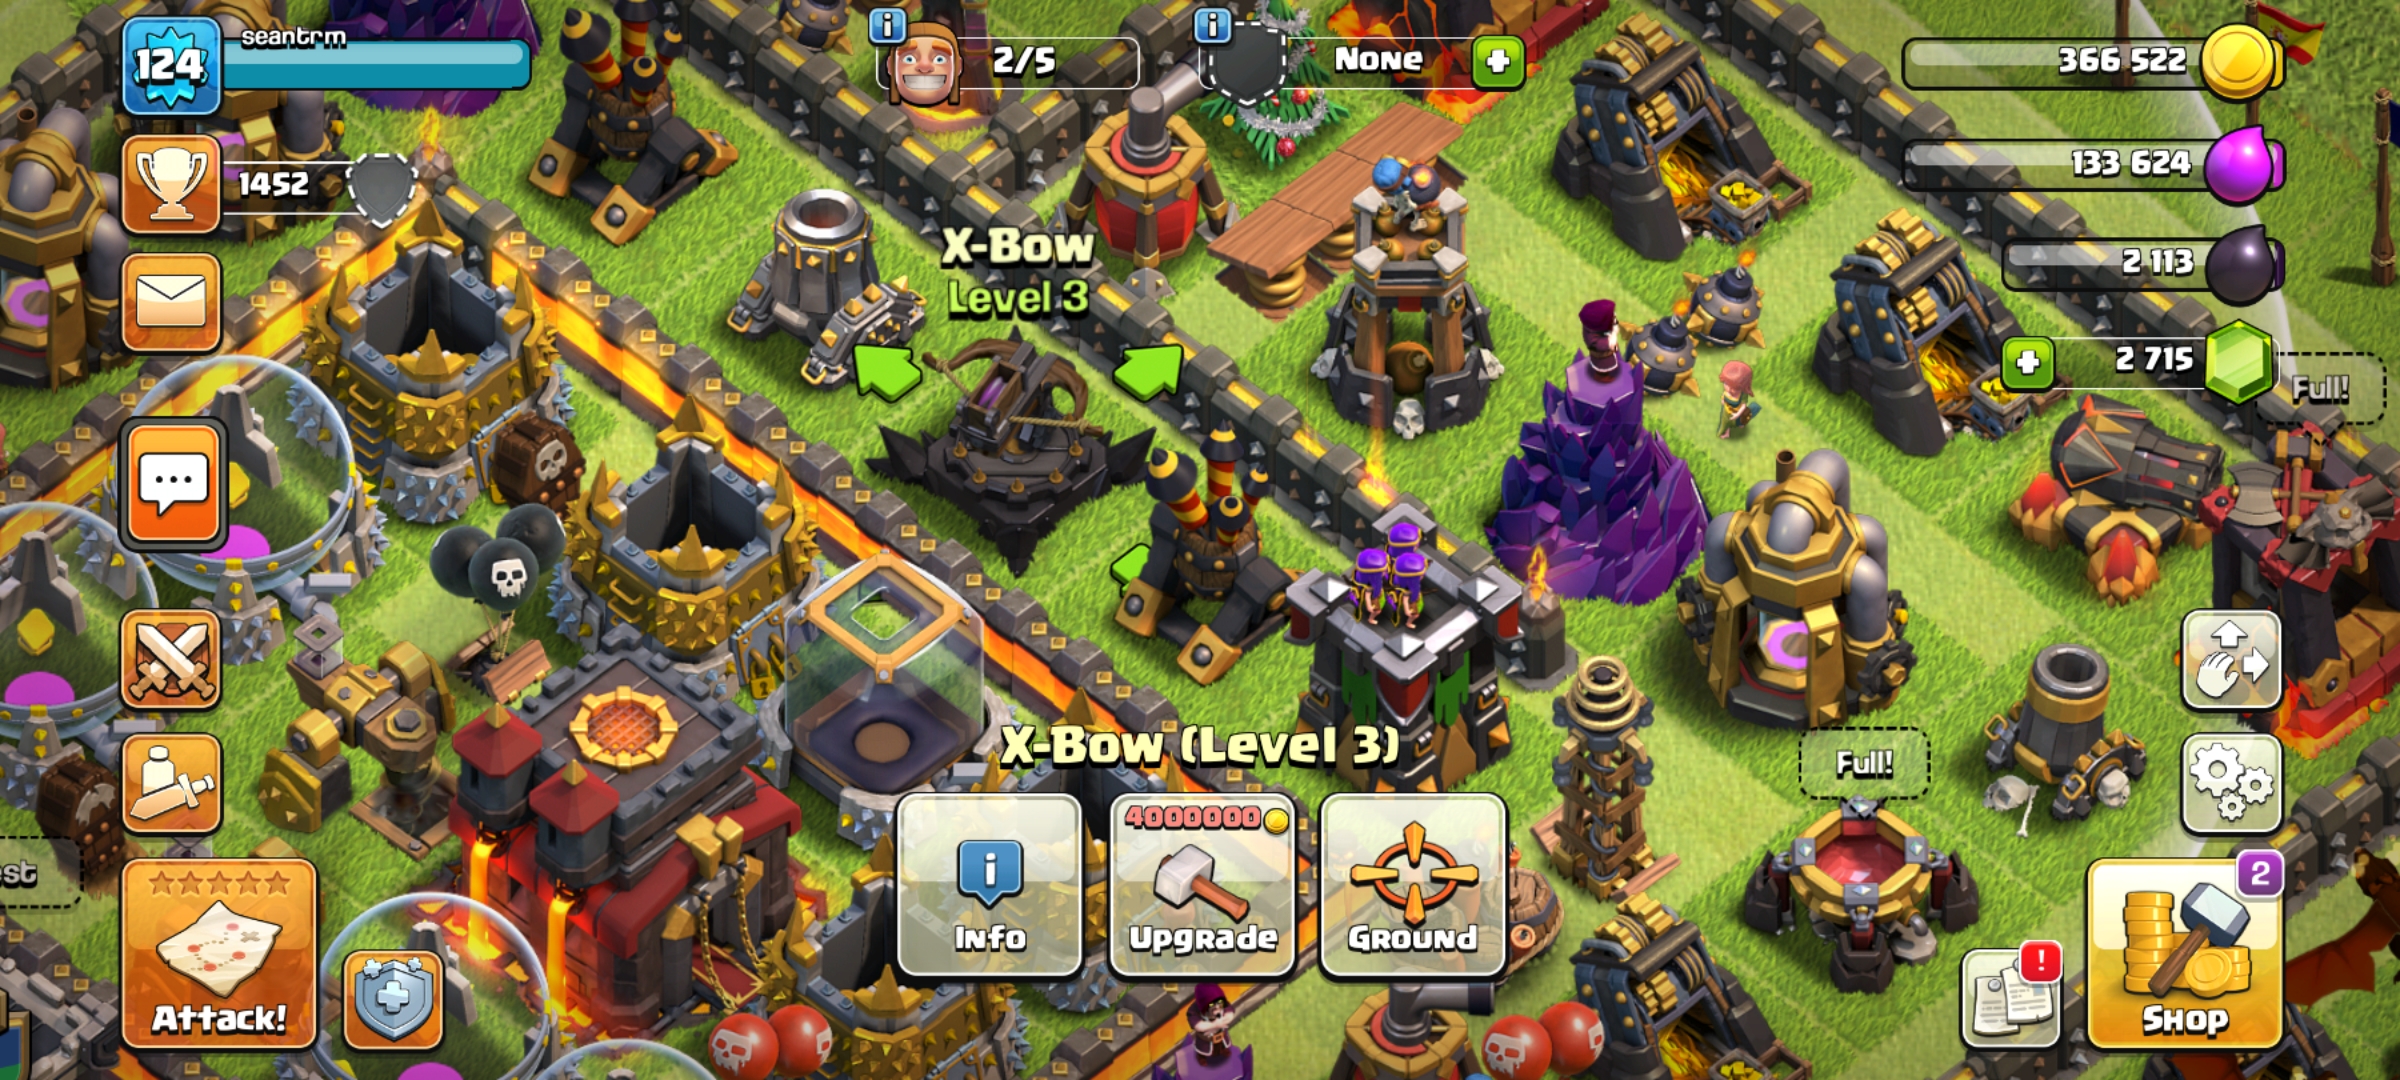 124
seantrm
2/5
None
366 522
1452
133 624
X-Bow
Level 3
2 113
2 715
Full!
X-Bow (Level 3)
Full!
4000000
Info
Upgrade
Ground
est
2
Attack!
!
Shop